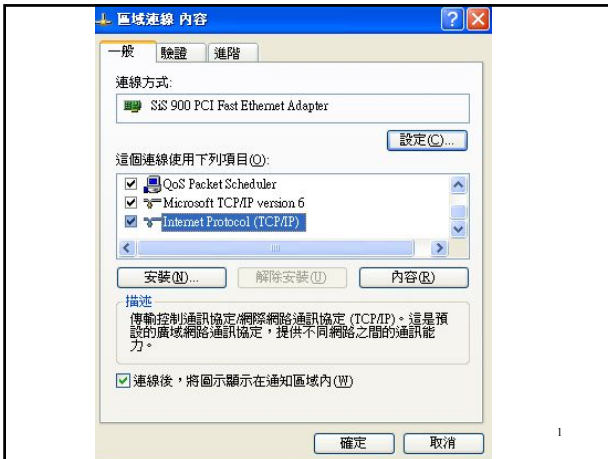 區域連線 內容
一般 驗證 進階
連線方式:
SiS 900 PCI Fast Ethernet Adapter
設定(C)...
這個連線使用下列項目(O):
QoS Packet Scheduler
Microsoft TCP/IP version 6
Internet Protocol (TCP/IP)
安裝(N)... 解除安裝(U) 內容(R)
描述
傳輸控制通訊協定/網際網路通訊協定 (TCP/IP)。這是預
設的廣域網路通訊協定，提供不同網路之間的通訊能
力。
連線後，將圖示顯示在通知區域內(W)
確定 取消
1